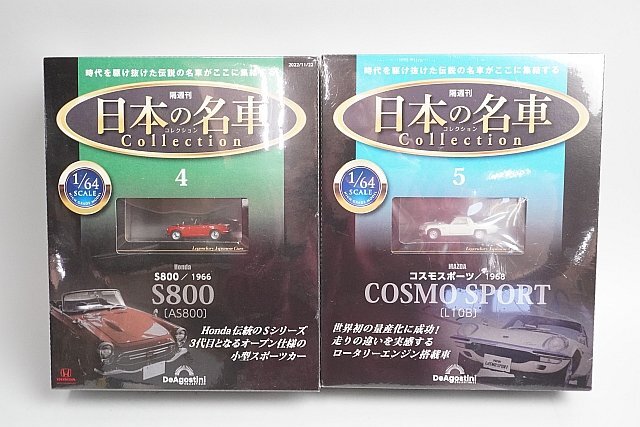 時代を駆け抜けた伝説の名車がここに集結する
2022/11/22
隔週刊
日本の名車
コレクション
Collection
1/64
SCALE
4
Legendary Japanese Cars
Honda
S800/1966
S800
[AS800]
Honda伝統のSシリーズ
3代目となるオープン仕様の
小型スポーツカー
HONDA
DeAgostini
時代を駆け抜けた伝説の名車がここに集結する
隔週刊
日本の名車
コレクション
Collection
1/64
SCALE
5
Legendary Japanese Cars
MAZDA
コスモスポーツ/1968
COSMO SPORT
[L10B]
世界初の量産化に成功!
走りの違いを実感する
ロータリーエンジン搭載車
DeAgostini